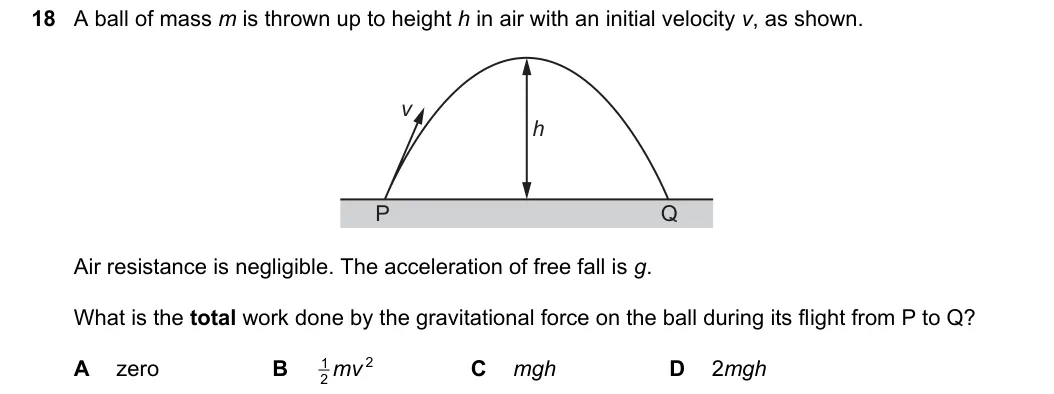 18 A ball of mass m is thrown up to height h in air with an initial velocity v, as shown.
v
h
P
Q
Air resistance is negligible. The acceleration of free fall is g.
What is the total work done by the gravitational force on the ball during its flight from P to Q?
A zero B ½mv² C mgh D 2mgh